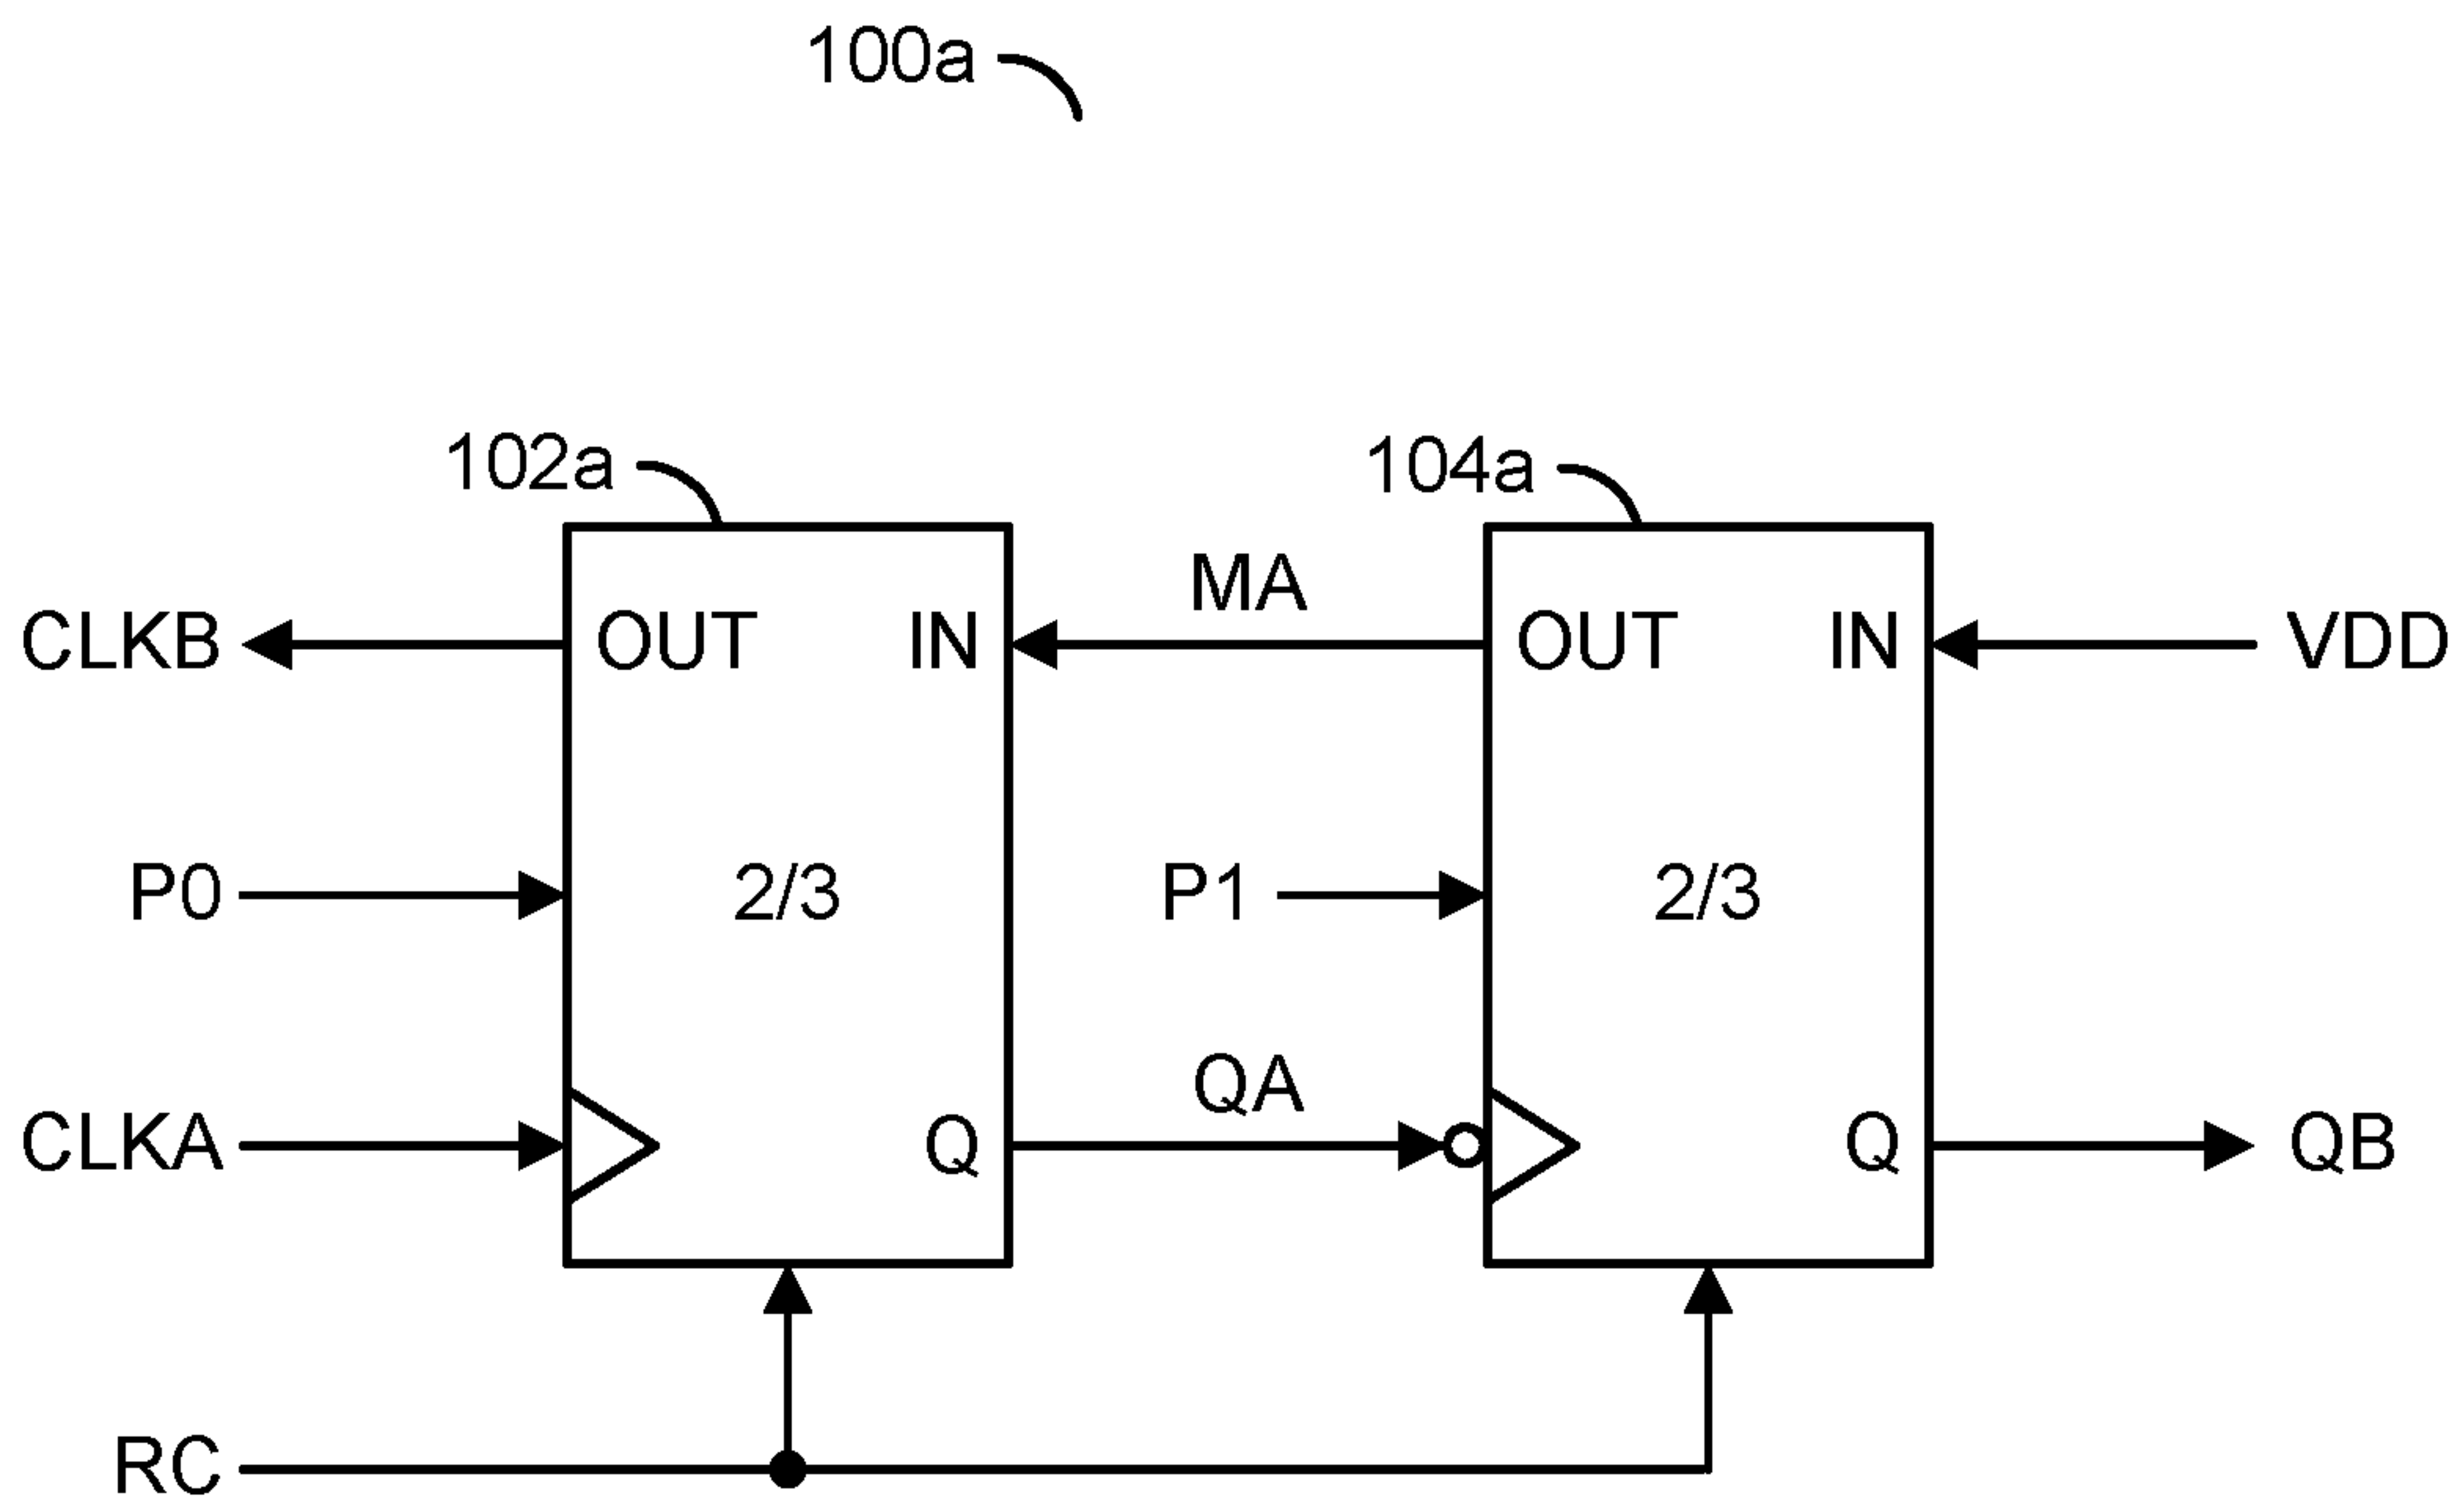 100a
102a
104a
MA
CLKB
OUT
IN
OUT
IN
VDD
P0
2/3
P1
2/3
QA
CLKA
Q
Q
QB
RC